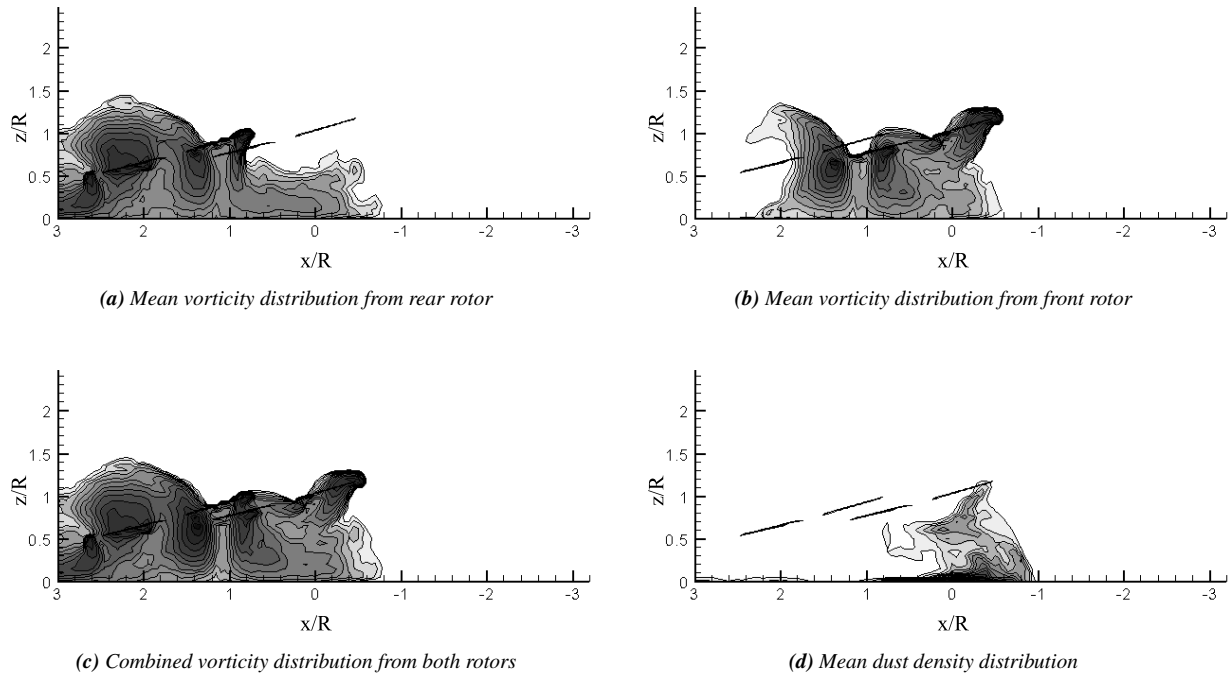 2
1.5
1
0.5
0
z/R
3 2 1 0 -1 -2 -3
x/R
(a) Mean vorticity distribution from rear rotor
2
1.5
1
0.5
0
z/R
3 2 1 0 -1 -2 -3
x/R
(b) Mean vorticity distribution from front rotor
2
1.5
1
0.5
0
z/R
3 2 1 0 -1 -2 -3
x/R
(c) Combined vorticity distribution from both rotors
2
1.5
1
0.5
0
z/R
3 2 1 0 -1 -2 -3
x/R
(d) Mean dust density distribution